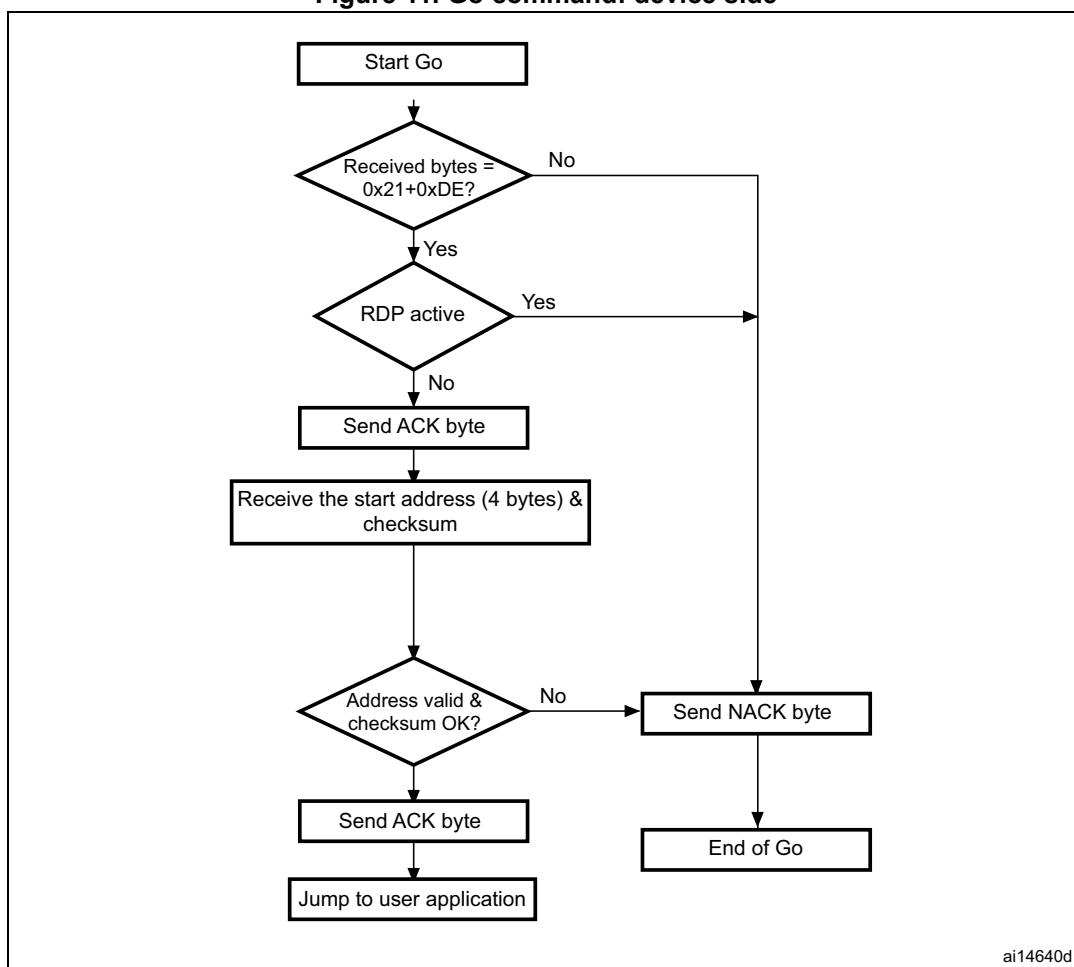 Figure 11. Go command: device side
Start Go
Received bytes =
0x21+0xDE?
No
Yes
RDP active
Yes
No
Send ACK byte
Receive the start address (4 bytes) &
checksum
Address valid &
checksum OK?
No
Send NACK byte
Send ACK byte
End of Go
Jump to user application
ai14640d